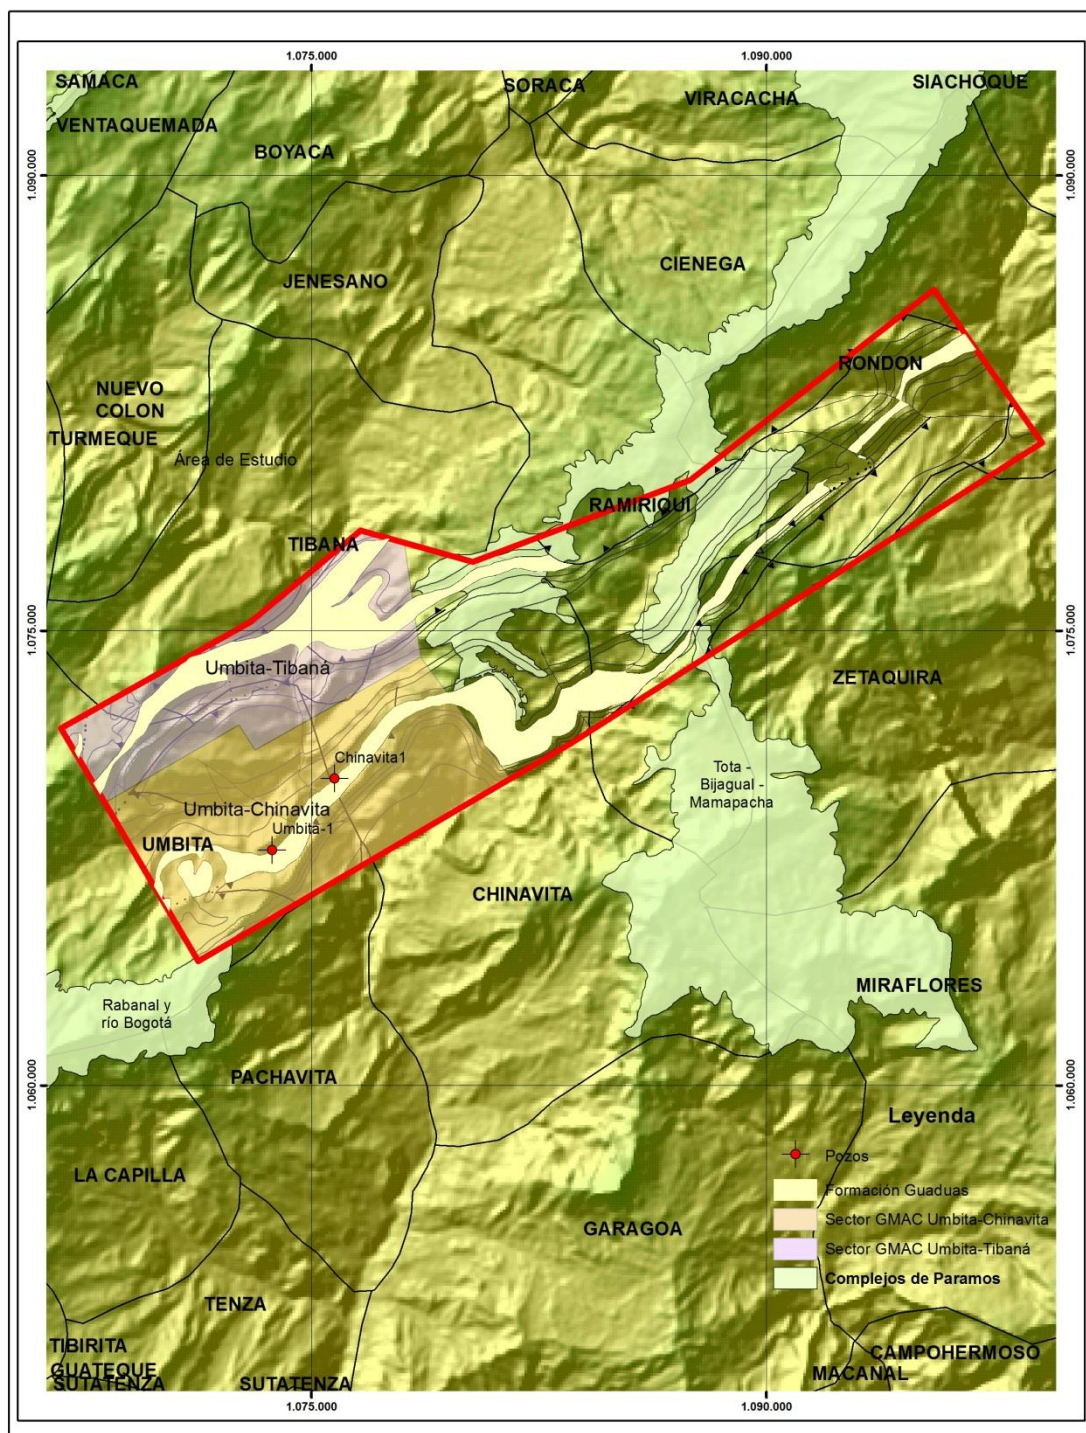 1.075.000
1.090.000
SAMACA
SORACA
SIACHOQUE
VIRACACHA
VENTAQUEMADA
BOYACA
1.090.000
1.090.000
CIENEGA
JENESANO
RONDON
NUEVO
COLON
TURMEQUE
Área de Estudio
RAMIRIQUI
TIBANA
1.075.000
1.075.000
Umbita-Tibaná
ZETAQUIRA
Chinavita1
Tota -
Bijagual -
Mamapacha
Umbita-Chinavita
Umbita-1
UMBITA
CHINAVITA
MIRAFLORES
Rabanal y
río Bogotá
PACHAVITA
1.060.000
1.060.000
Leyenda
Pozos
LA CAPILLA
Formación Guaduas
Sector GMAC Umbita-Chinavita
GARAGOA
Sector GMAC Umbita-Tibaná
Complejos de Paramos
TENZA
TIBIRITA
CAMPOHERMOSO
GUATEQUE
MACANAL
SUTATENZA
SUTATENZA
1.075.000
1.090.000